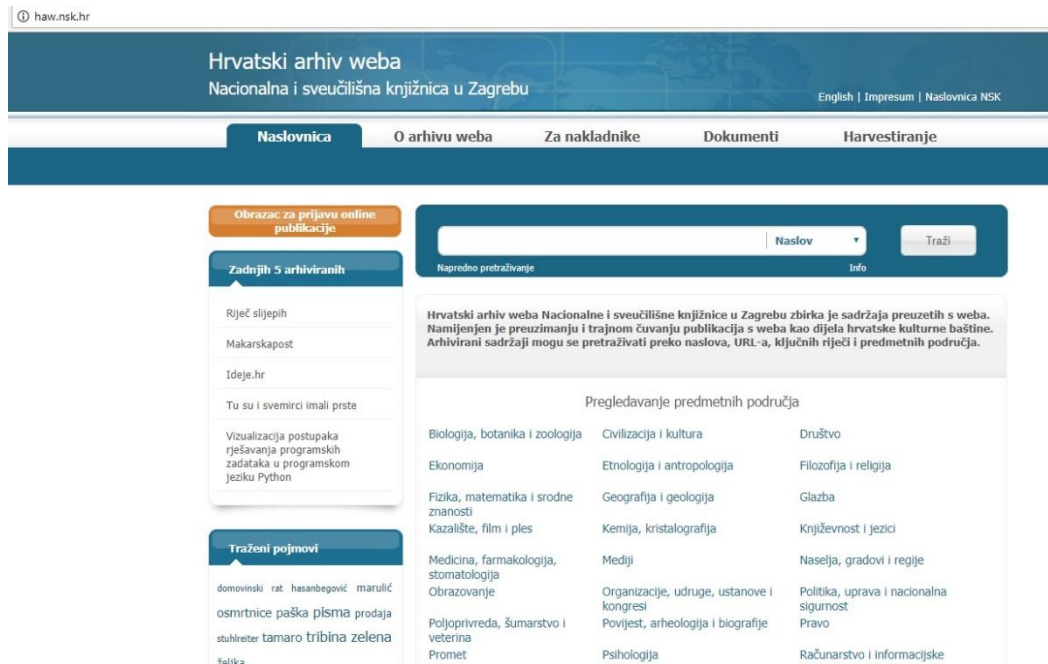 haw.nsk.hr
Hrvatski arhiv weba
Nacionalna i sveučilišna knjižnica u Zagrebu
English | Impresum | Naslovnica NSK
Naslovnica O arhivu weba Za nakladnike Dokumenti Harvestiranje
Obrazac za prijavu online
publikacije
Naslov
Traži
Napredno pretraživanje
Info
Zadnjih 5 arhiviranih
Riječ slijepih
Makarskapost
Ideje.hr
Tu su i svemirci imali prste
Vizualizacija postupaka
rješavanja programskih
zadataka u programskom
jeziku Python
Traženi pojmovi
domovinski rat hasanbegović marulić
osmrtnice paška pisma prodaja
stuhlreiter tamaro tribina zelena
željka
Hrvatski arhiv weba Nacionalne i sveučilišne knjižnice u Zagrebu zbirka je sadržaja preuzetih s weba.
Namijenjen je preuzimanju i trajnom čuvanju publikacija s weba kao dijela hrvatske kulturne baštine.
Arhivirani sadržaji mogu se pretraživati preko naslova, URL-a, ključnih riječi i predmetnih područja.
Pregledavanje predmetnih područja
Biologija, botanika i zoologija
Civilizacija i kultura
Društvo
Ekonomija
Etnologija i antropologija
Filozofija i religija
Fizika, matematika i srodne
znanosti
Geografija i geologija
Glazba
Kazalište, film i ples
Kemija, kristalografija
Književnost i jezici
Medicina, farmakologija,
stomatologija
Mediji
Naselja, gradovi i regije
Obrazovanje
Organizacije, udruge, ustanove i
kongresi
Politika, uprava i nacionalna
sigurnost
Poljoprivreda, šumarstvo i
veterina
Povijest, arheologija i biografije
Pravo
Promet
Psihologija
Računarstvo i informacijske